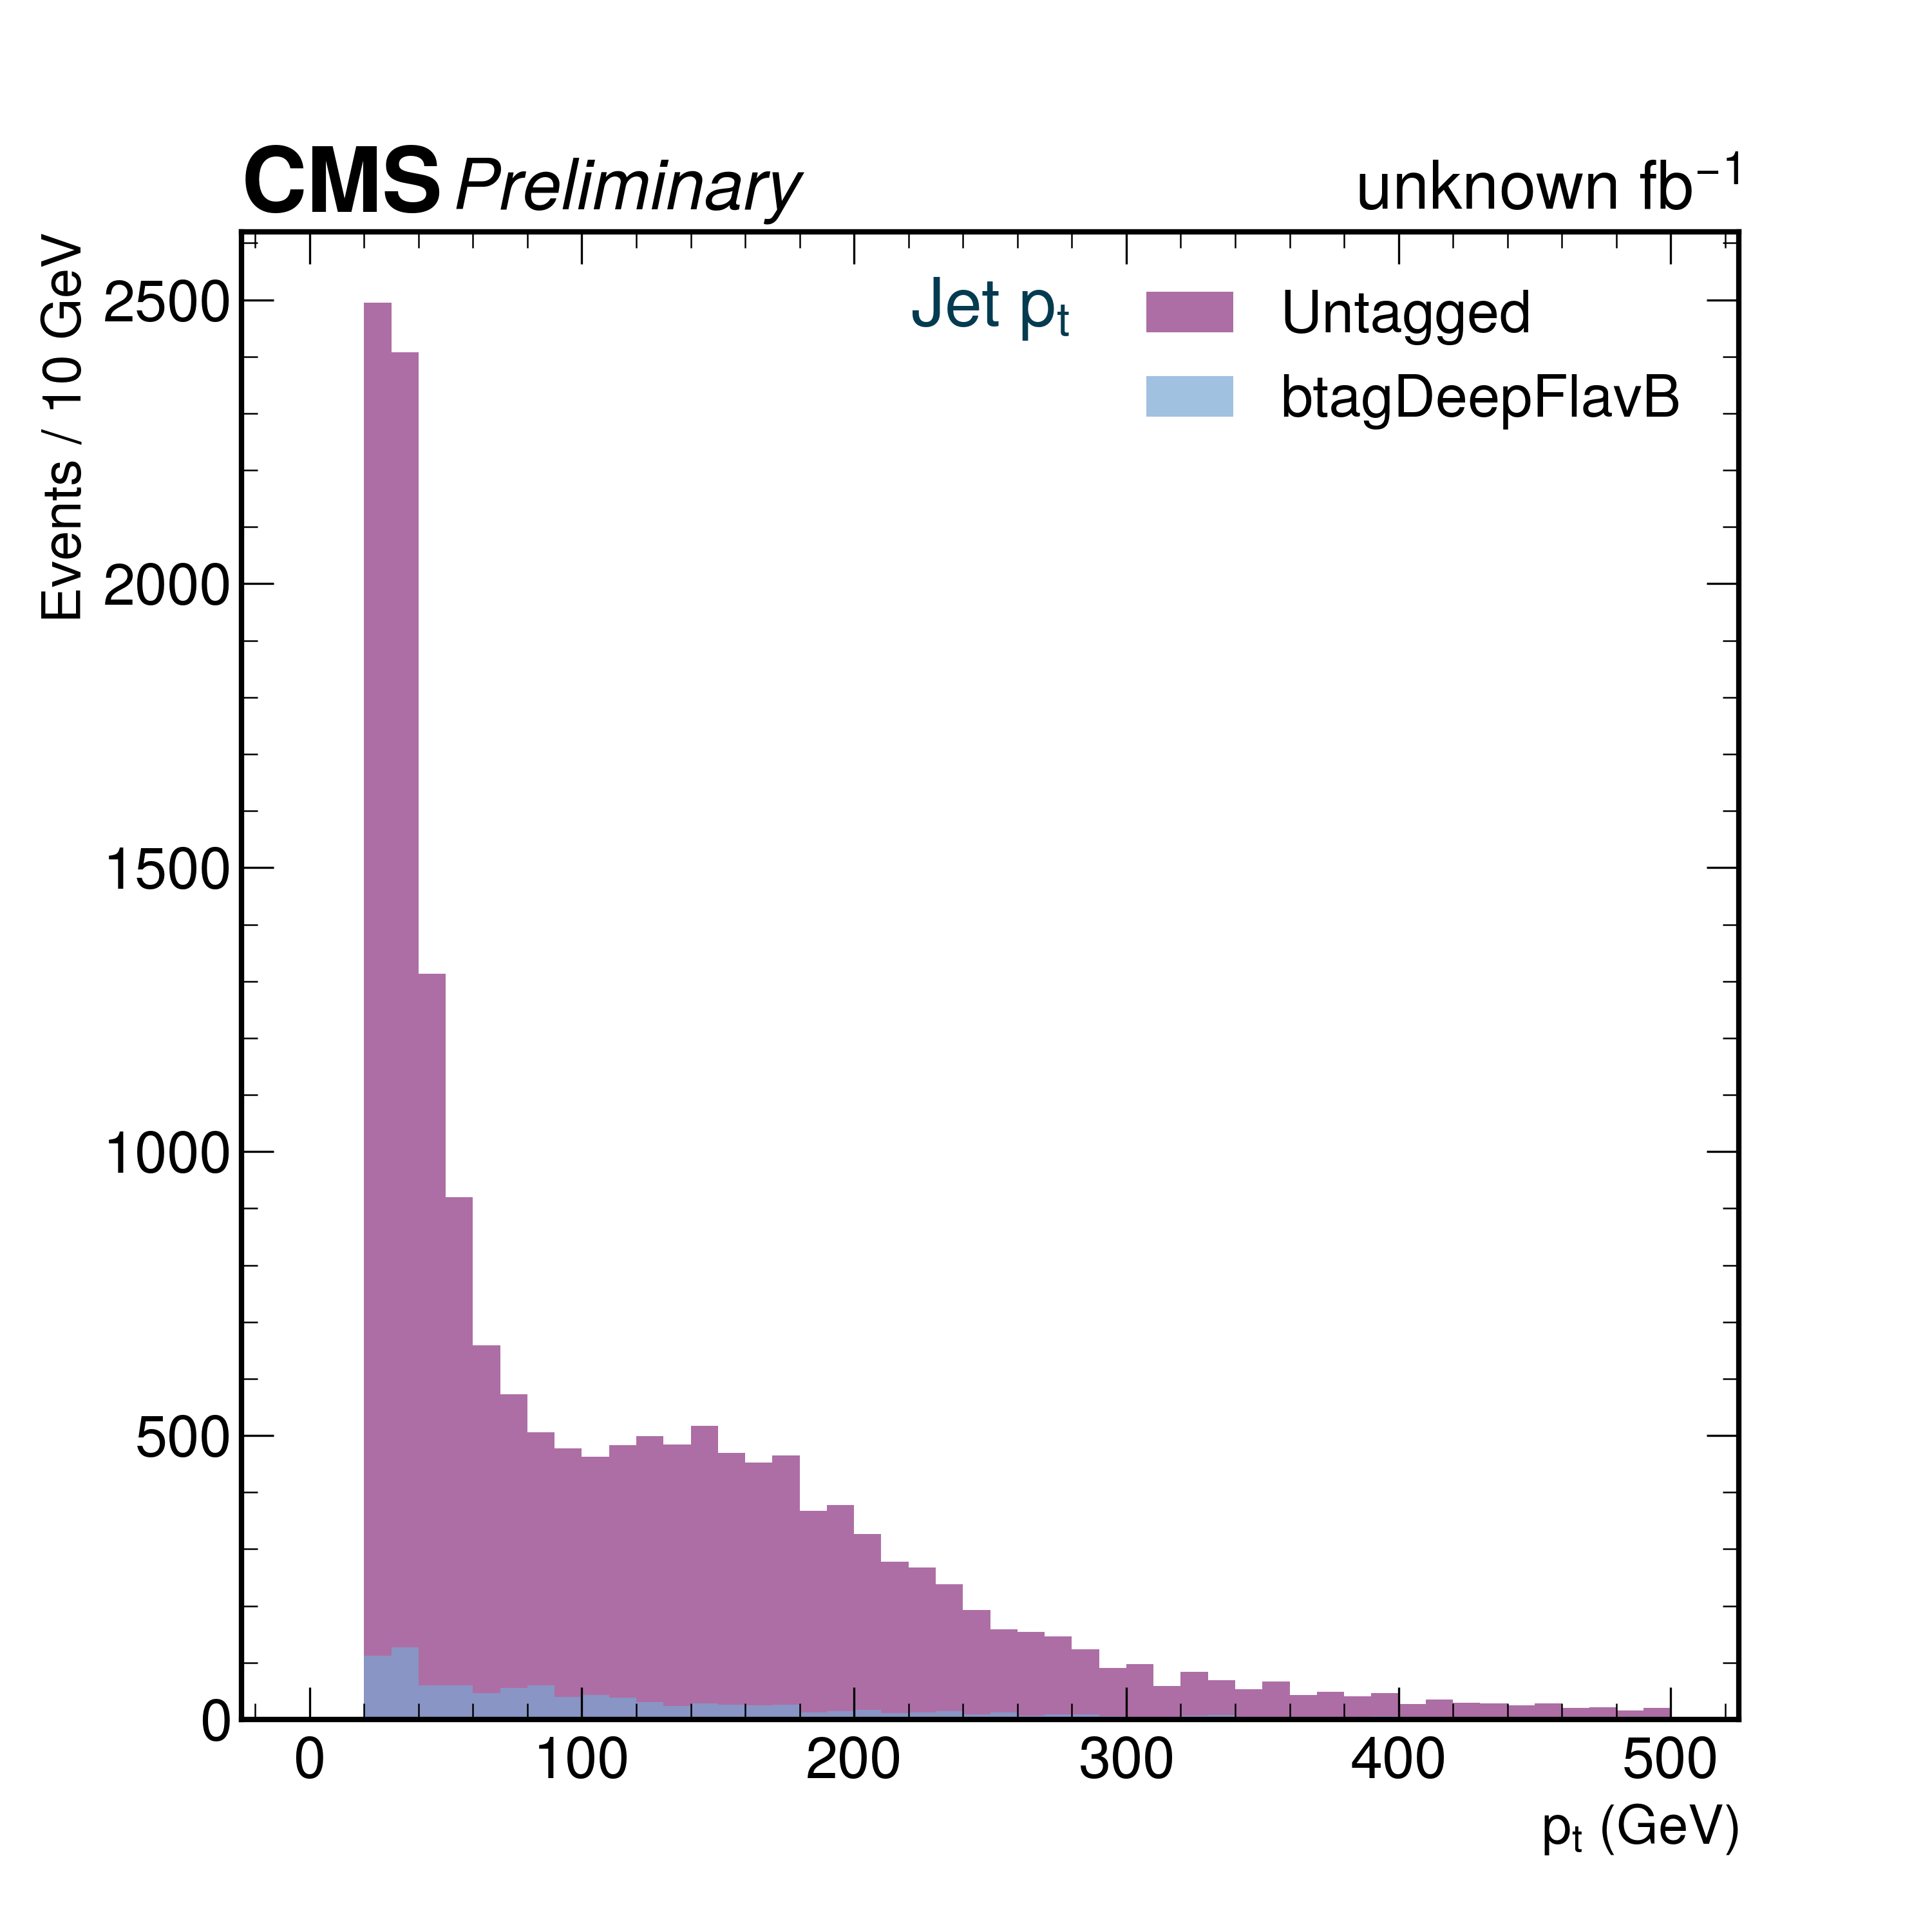 CMS Preliminary unknown fb⁻¹
Events / 10 GeV
Jet pₜ
Untagged
btagDeepFlavB
2500
2000
1500
1000
500
0
0 100 200 300 400 500
pₜ (GeV)